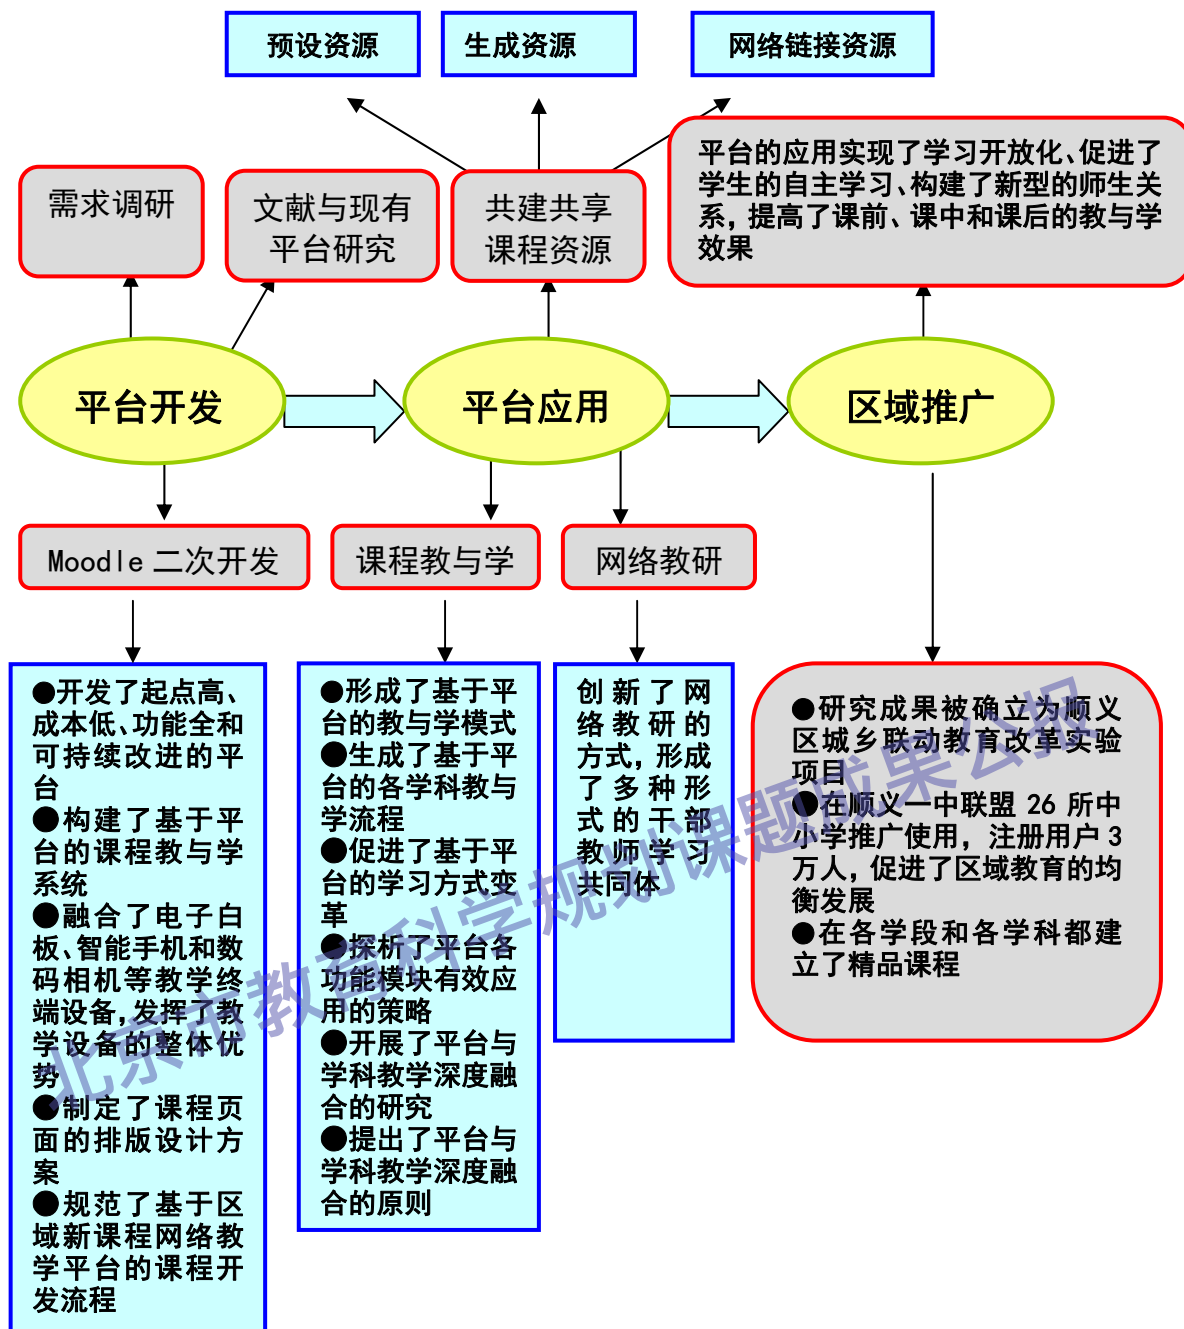 预设资源
生成资源
网络链接资源
需求调研
文献与现有
平台研究
共建共享
课程资源
平台的应用实现了学习开放化、促进了
学生的自主学习、构建了新型的师生关
系，提高了课前、课中和课后的教与学
效果
平台开发
平台应用
区域推广
Moodle 二次开发
课程教与学
网络教研
●开发了起点高、
成本低、功能全和
可持续改进的平
台
●构建了基于平
台的课程教与学
系统
●融合了电子白
板、智能手机和数
码相机等教学终
端设备，发挥了教
学设备的整体优
势
●制定了课程页
面的排版设计方
案
●规范了基于区
域新课程网络教
学平台的课程开
发流程
●形成了基于平
台的教与学模式
●生成了基于平
台的各学科教与
学流程
●促进了基于平
台的学习方式变
革
●探析了平台各
功能模块有效应
用的策略
●开展了平台与
学科教学深度融
合的研究
●提出了平台与
学科教学深度融
合的原则
创新了网
络教研的
方式，形成
了多种形
式的干部
教师学习
共同体
●研究成果被确立为顺义
区城乡联动教育改革实验
项目
●在顺义一中联盟 26 所中
小学推广使用，注册用户 3
万人，促进了区域教育的均
衡发展
●在各学段和各学科都建
立了精品课程
北京市教育科学规划课题成果公报